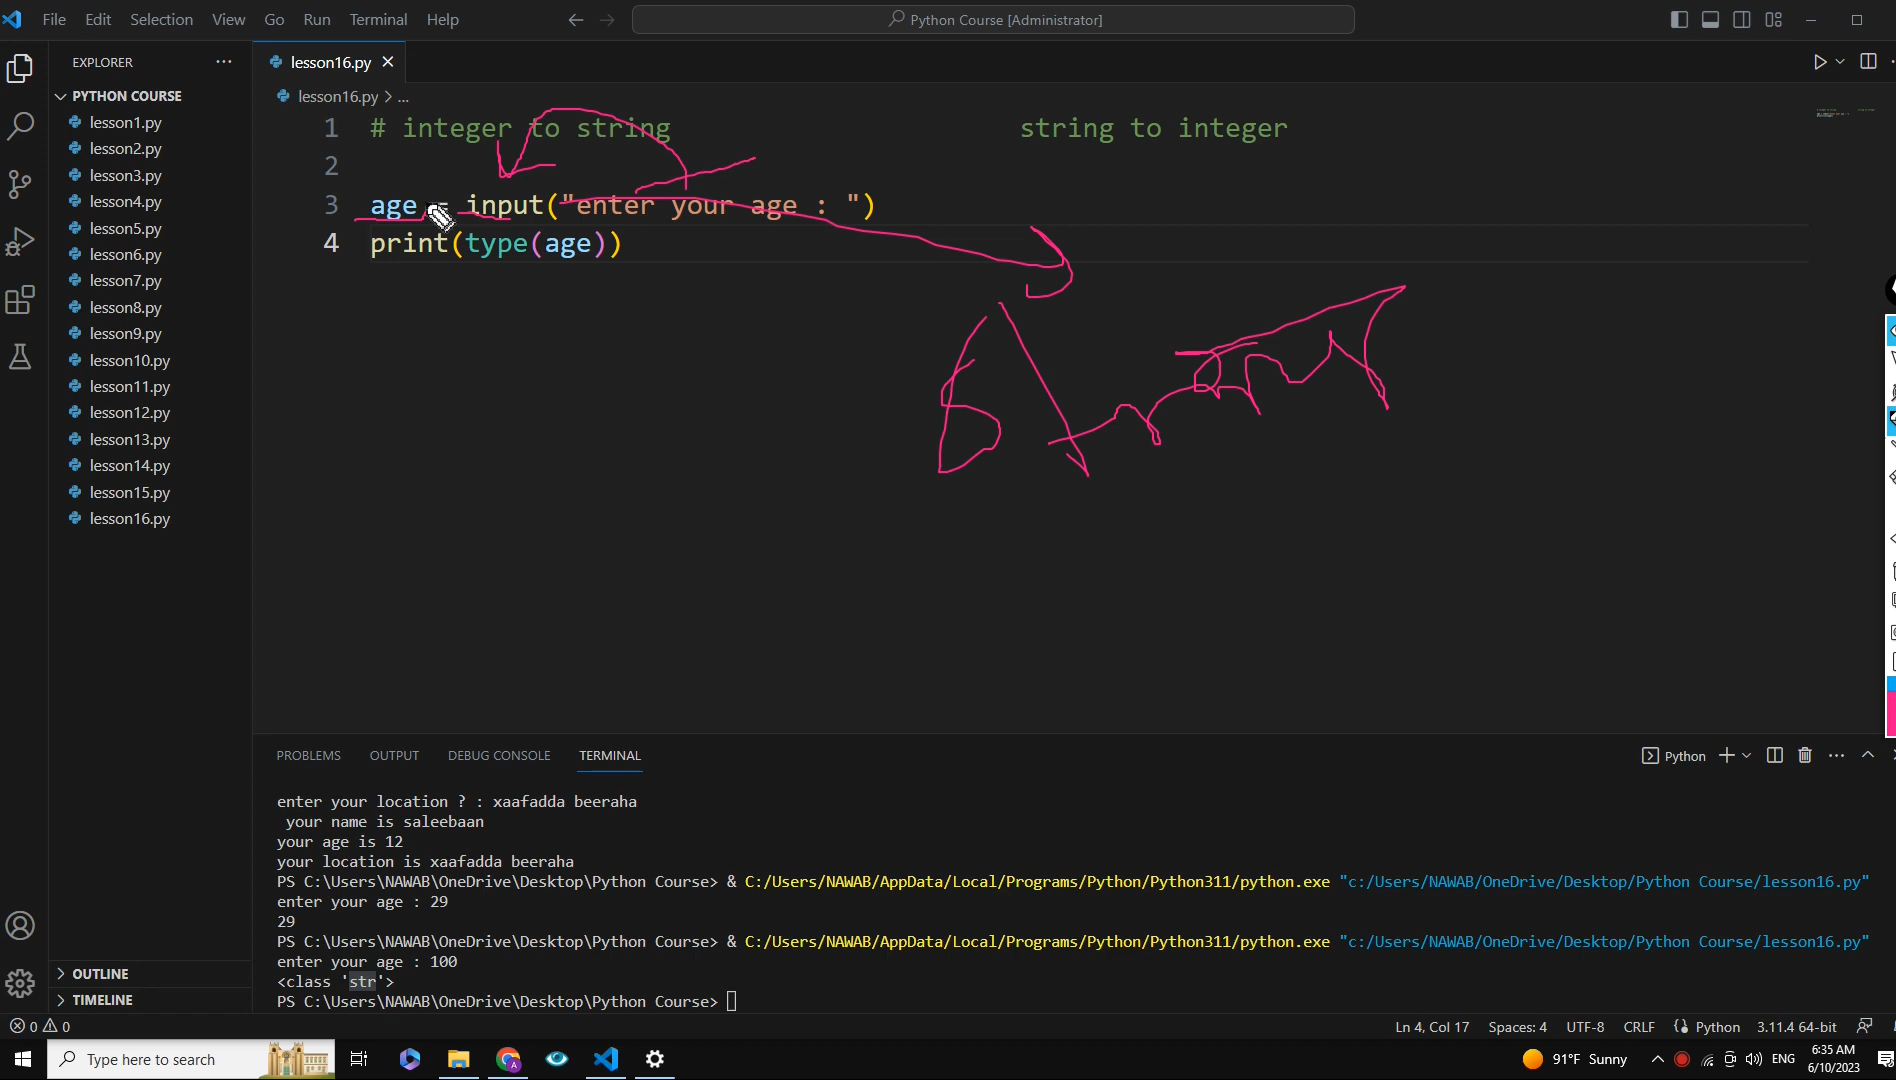 File Edit Selection View Go Run Terminal Help
Python Course [Administrator]
EXPLORER
lesson16.py
PYTHON COURSE
lesson1.py
lesson2.py
lesson3.py
lesson4.py
lesson5.py
lesson6.py
lesson7.py
lesson8.py
lesson9.py
lesson10.py
lesson11.py
lesson12.py
lesson13.py
lesson14.py
lesson15.py
lesson16.py
OUTLINE
TIMELINE
lesson16.py > ...
1 # integer to string string to integer
2
3 age = input("enter your age : ")
4 print(type(age))
PROBLEMS OUTPUT DEBUG CONSOLE TERMINAL
Python
enter your location ? : xaafadda beeraha
your name is saleebaan
your age is 12
your location is xaafadda beeraha
PS C:\Users\NAWAB\OneDrive\Desktop\Python Course> & C:/Users/NAWAB/AppData/Local/Programs/Python/Python311/python.exe "c:/Users/NAWAB/OneDrive/Desktop/Python Course/lesson16.py"
enter your age : 29
29
PS C:\Users\NAWAB\OneDrive\Desktop\Python Course> & C:/Users/NAWAB/AppData/Local/Programs/Python/Python311/python.exe "c:/Users/NAWAB/OneDrive/Desktop/Python Course/lesson16.py"
enter your age : 100
<class 'str'>
PS C:\Users\NAWAB\OneDrive\Desktop\Python Course>
0 0
Ln 4, Col 17 Spaces: 4 UTF-8 CRLF Python 3.11.4 64-bit
Type here to search
91°F Sunny
ENG
6:35 AM
6/10/2023